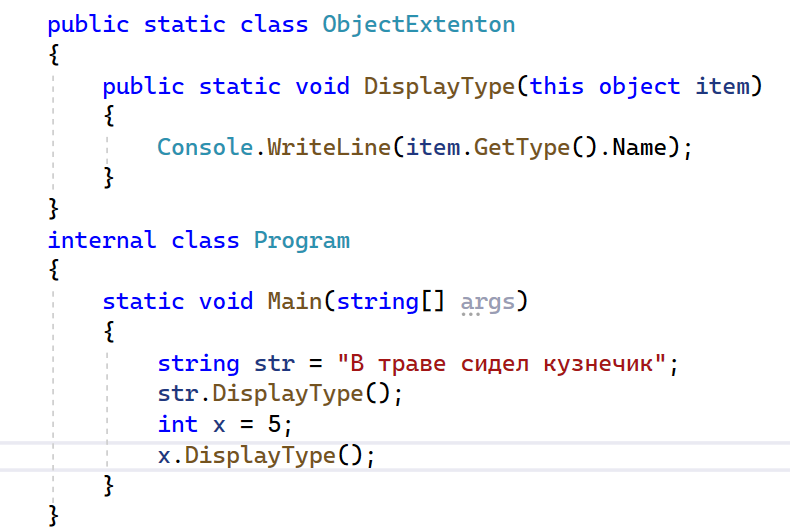 public static class ObjectExtenton
{
public static void DisplayType(this object item)
{
Console.WriteLine(item.GetType().Name);
}
}
internal class Program
{
static void Main(string[] args)
{
string str = "В траве сидел кузнечик";
str.DisplayType();
int x = 5;
x.DisplayType();
}
}